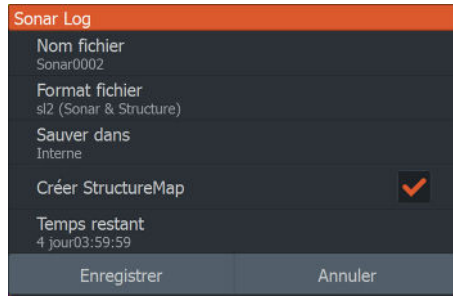 Sonar Log
Nom fichier
Sonar0002
Format fichier
sl2 (Sonar & Structure)
Sauver dans
Interne
Créer StructureMap
Temps restant
4 jour03:59:59
Enregistrer
Annuler